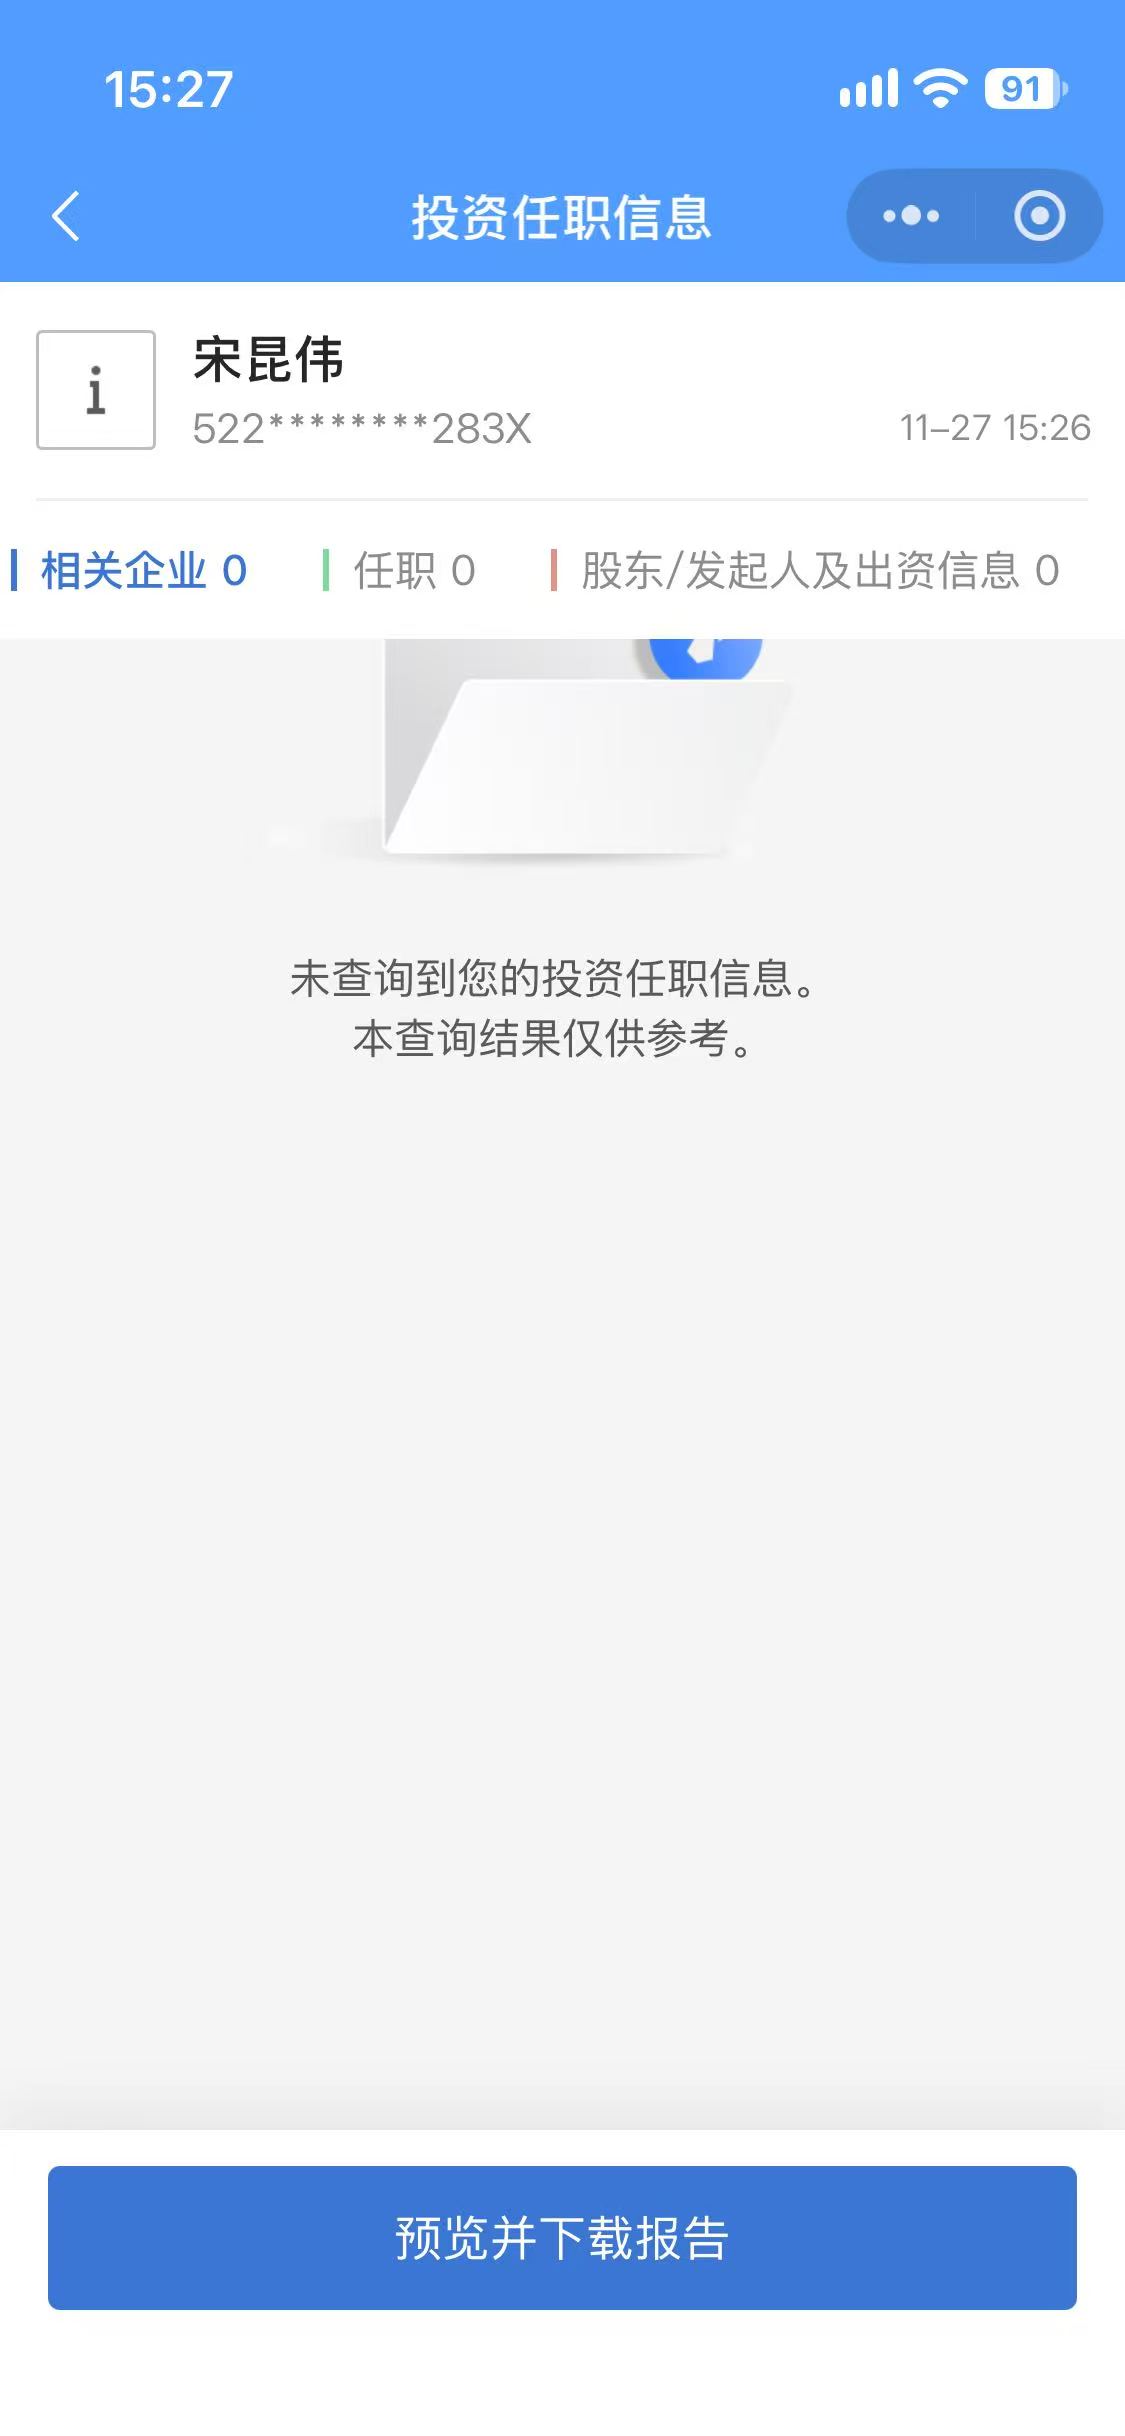 15:27
91
投资任职信息
i
宋昆伟
522********283X
11-27 15:26
相关企业 0 任职 0 股东/发起人及出资信息 0
未查询到您的投资任职信息。
本查询结果仅供参考。
预览并下载报告